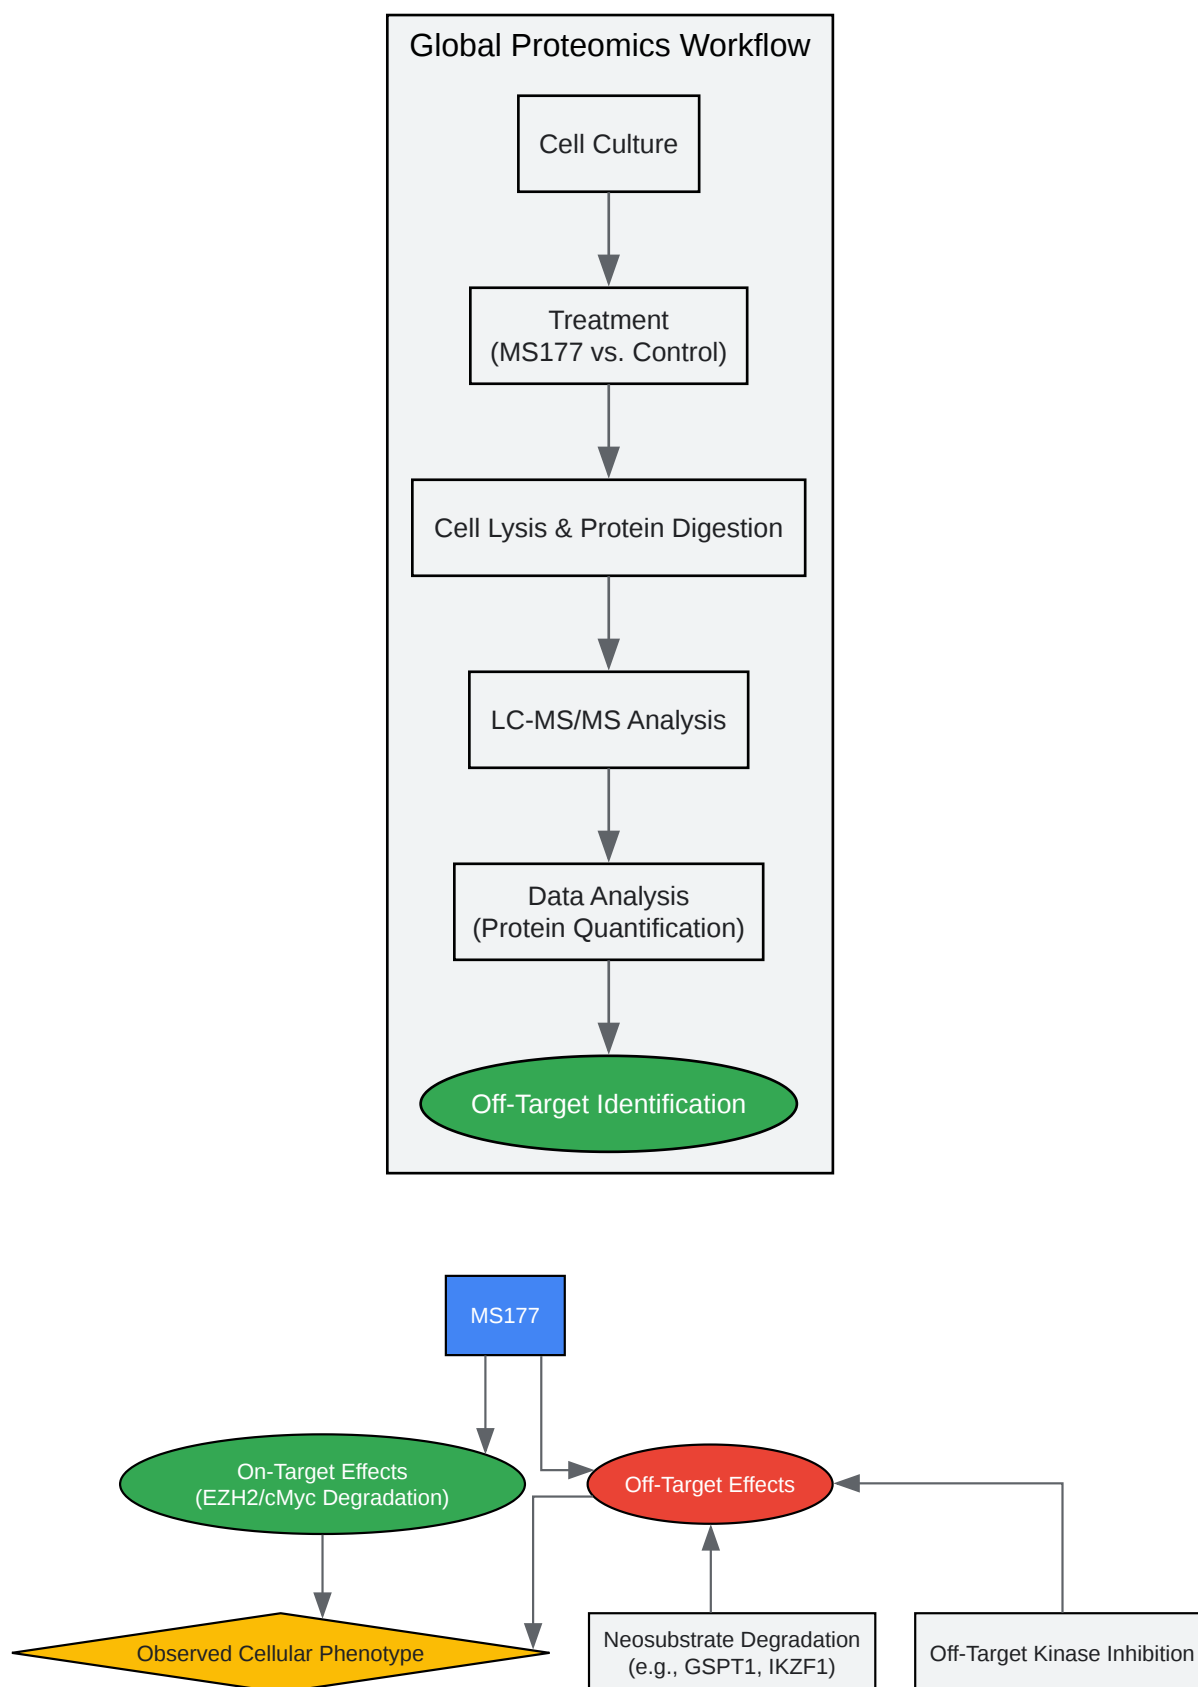 Global Proteomics Workflow
Cell Culture
Treatment
(MS177 vs. Control)
Cell Lysis & Protein Digestion
LC-MS/MS Analysis
Data Analysis
(Protein Quantification)
Off-Target Identification
MS177
On-Target Effects
(EZH2/cMyc Degradation)
Off-Target Effects
Observed Cellular Phenotype
Neosubstrate Degradation
(e.g., GSPT1, IKZF1)
Off-Target Kinase Inhibition